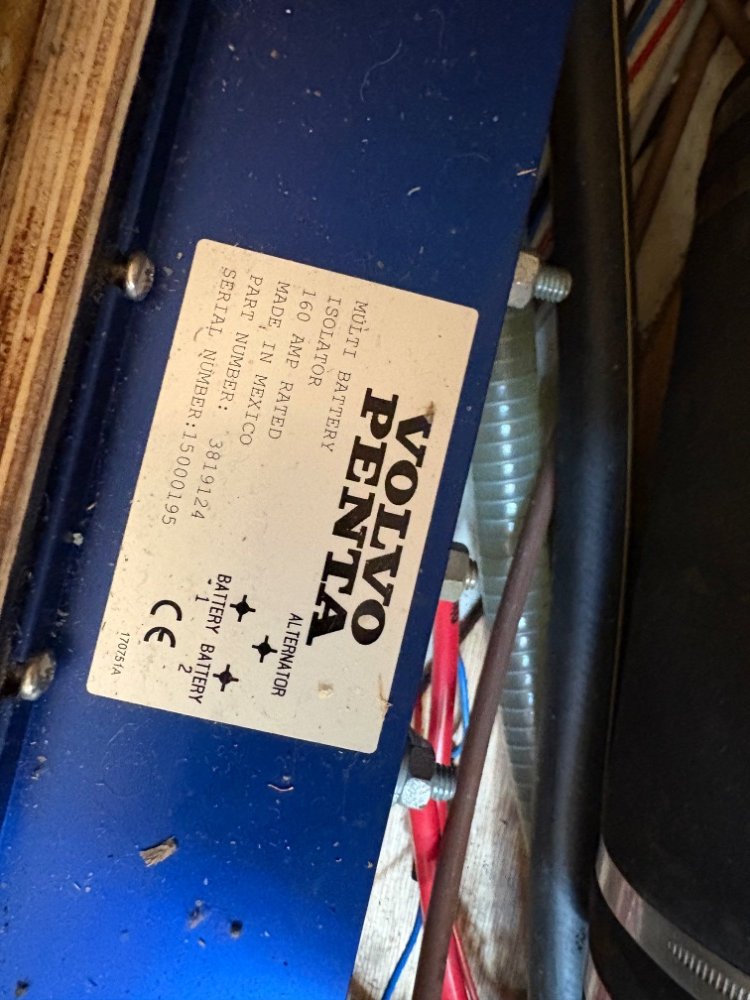 VOLVO
PENTA
MULTI BATTERY
ISOLATOR
160 AMP RATED
MADE IN MEXICO
PART NUMBER: 3819124
SERIAL NUMBER:15000195
ALTERNATOR
BATTERY
1
BATTERY
2
CE
170751A